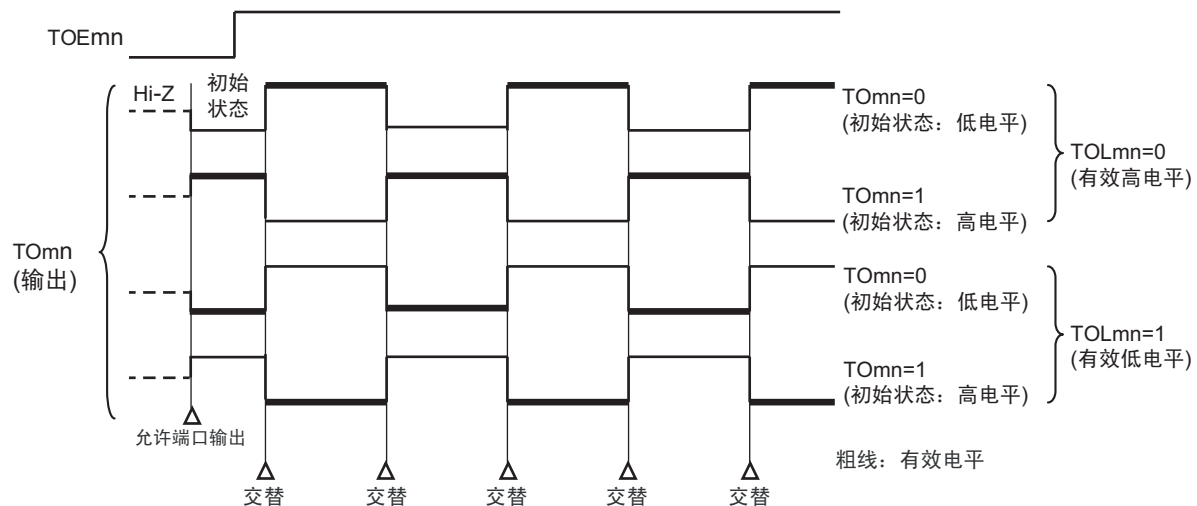 TOEmn
Hi-Z
初始
状态
TOmn
(输出)
TOmn=0
(初始状态：低电平)
TOmn=1
(初始状态：高电平)
TOLmn=0
(有效高电平)
TOmn=0
(初始状态：低电平)
TOmn=1
(初始状态：高电平)
TOLmn=1
(有效低电平)
允许端口输出
粗线：有效电平
交替
交替
交替
交替
交替